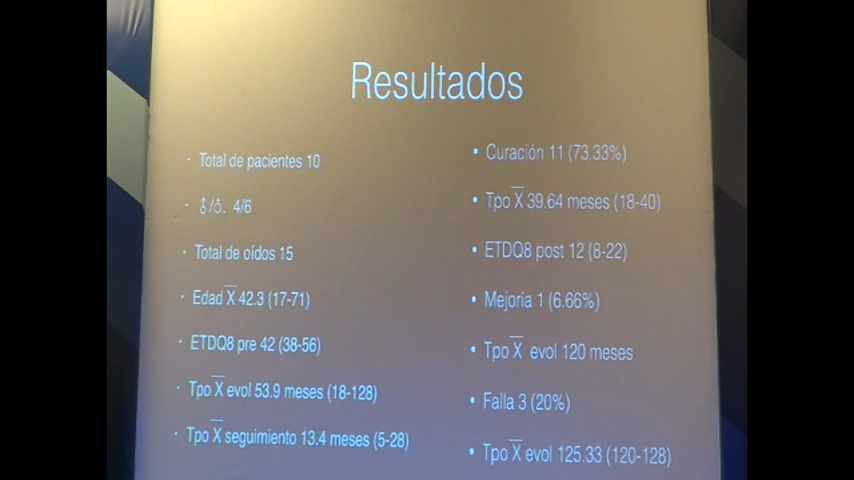 Resultados
· Total de pacientes 10
· ⚨/♁. 4/6
· Total de oídos 15
· Edad X̅ 42.3 (17-71)
· ETDQ8 pre 42 (38-56)
· Tpo X̅ evol 53.9 meses (18-128)
· Tpo X̅ seguimiento 13.4 meses (5-28)
• Curación 11 (73.33%)
• Tpo X̅ 39.64 meses (18-40)
• ETDQ8 post 12 (8-22)
• Mejoría 1 (6.66%)
• Tpo X̅ evol 120 meses
• Falla 3 (20%)
• Tpo X̅ evol 125.33 (120-128)